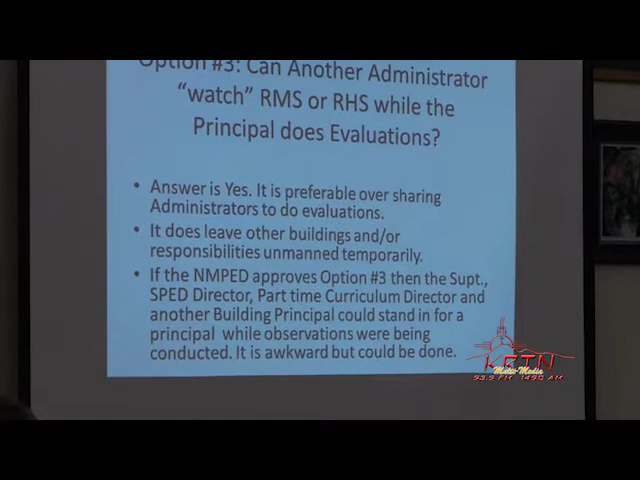 Option #3: Can Another Administrator
“watch” RMS or RHS while the
Principal does Evaluations?
• Answer is Yes. It is preferable over sharing
Administrators to do evaluations.
• It does leave other buildings and/or
responsibilities unmanned temporarily.
• If the NMPED approves Option #3 then the Supt.,
SPED Director, Part time Curriculum Director and
another Building Principal could stand in for a
principal while observations were being
conducted. It is awkward but could be done.
KRTN
Multi-Media
93.9 FM 1490 AM